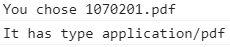 You chose 1070201.pdf
It has type application/pdf